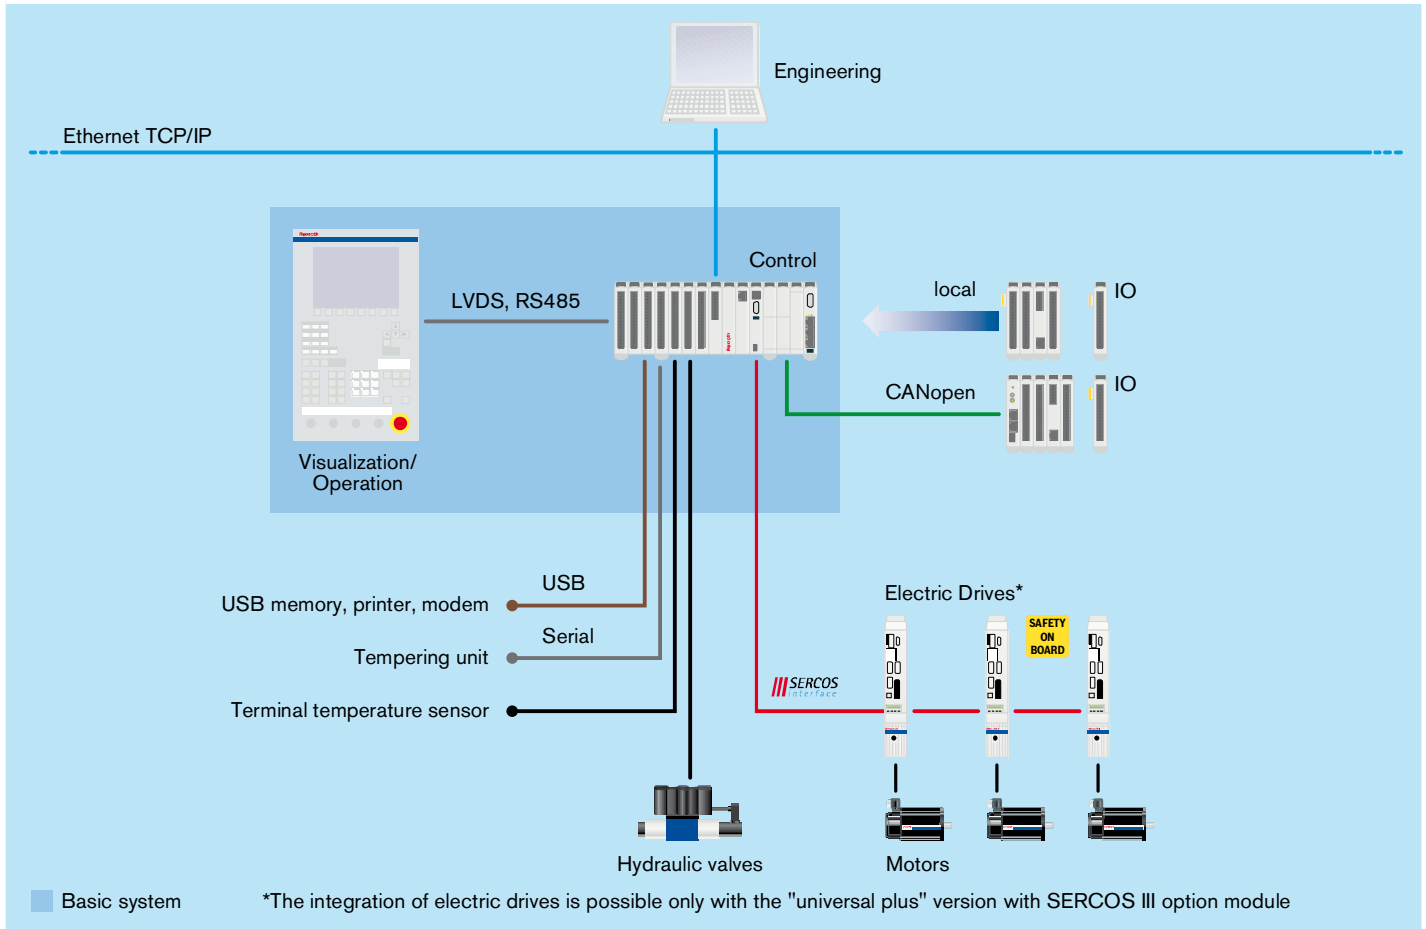 Engineering
Ethernet TCP/IP
Rexroth
Control
LVDS, RS485
local
IO
CANopen
IO
Visualization/
Operation
USB
USB memory, printer, modem
Serial
Tempering unit
Terminal temperature sensor
Electric Drives*
SAFETY
ON
BOARD
SERCOS
interface
Hydraulic valves
Motors
Basic system
*The integration of electric drives is possible only with the "universal plus" version with SERCOS III option module